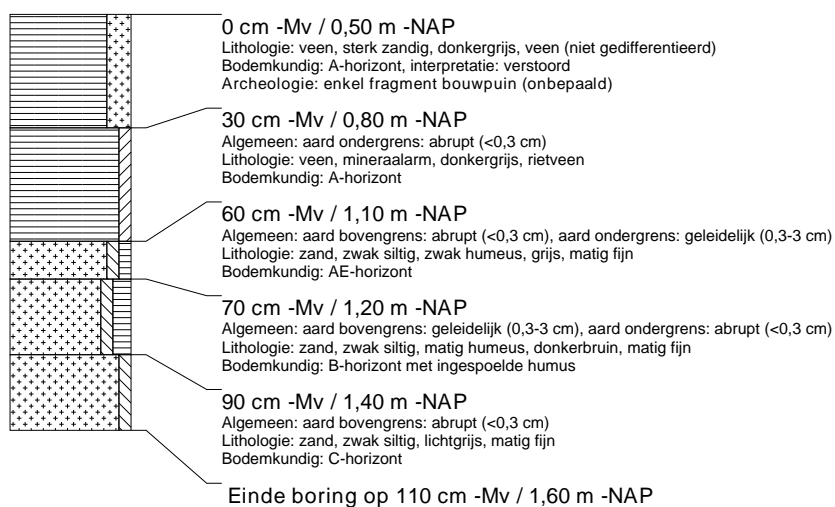 0 cm -Mv / 0,50 m -NAP
Lithologie: veen, sterk zandig, donkergrijs, veen (niet gedifferentieerd)
Bodemkundig: A-horizont, interpretatie: verstoord
Archeologie: enkel fragment bouwpuin (onbepaald)
30 cm -Mv / 0,80 m -NAP
Algemeen: aard ondergrens: abrupt (<0,3 cm)
Lithologie: veen, mineraalarm, donkergrijs, rietveen
Bodemkundig: A-horizont
60 cm -Mv / 1,10 m -NAP
Algemeen: aard bovengrens: abrupt (<0,3 cm), aard ondergrens: geleidelijk (0,3-3 cm)
Lithologie: zand, zwak siltig, zwak humeus, grijs, matig fijn
Bodemkundig: AE-horizont
70 cm -Mv / 1,20 m -NAP
Algemeen: aard bovengrens: geleidelijk (0,3-3 cm), aard ondergrens: abrupt (<0,3 cm)
Lithologie: zand, zwak siltig, matig humeus, donkerbruin, matig fijn
Bodemkundig: B-horizont met ingespoelde humus
90 cm -Mv / 1,40 m -NAP
Algemeen: aard bovengrens: abrupt (<0,3 cm)
Lithologie: zand, zwak siltig, lichtgrijs, matig fijn
Bodemkundig: C-horizont
Einde boring op 110 cm -Mv / 1,60 m -NAP